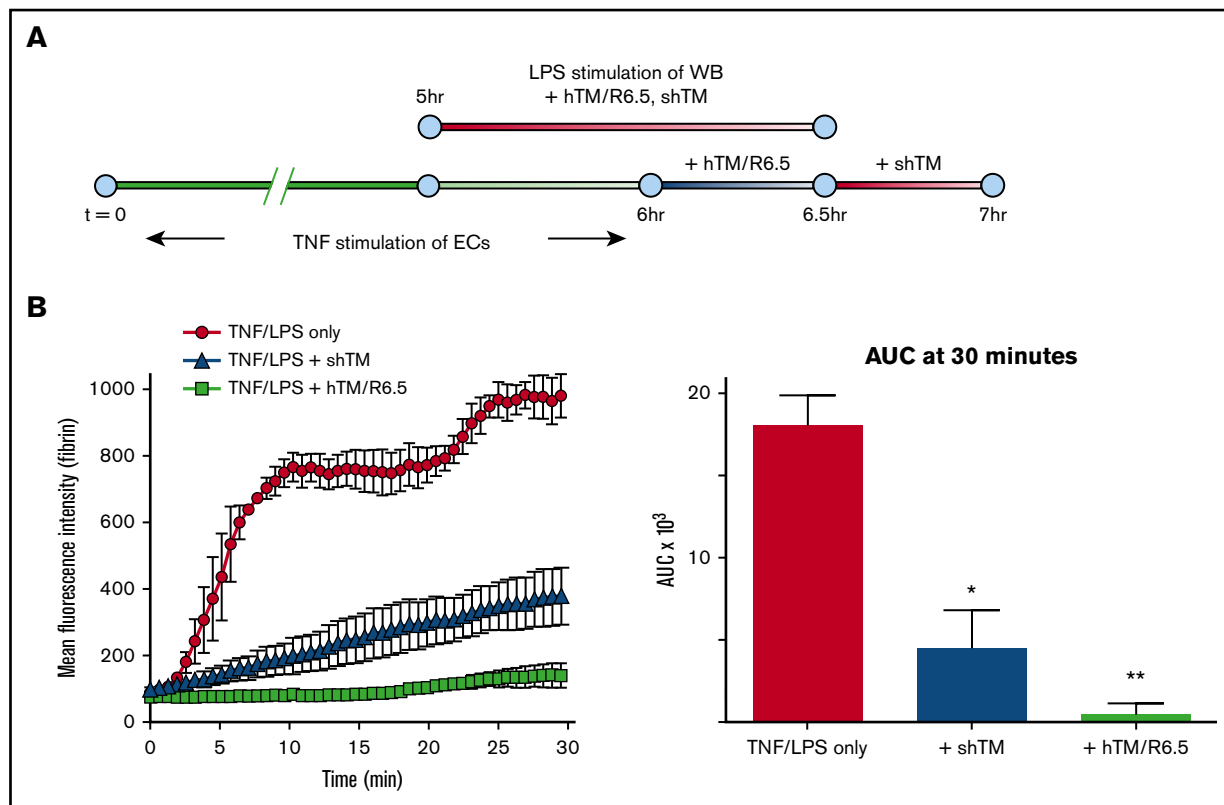 A
LPS stimulation of WB
+ hTM/R6.5, shTM
5hr
+ hTM/R6.5
+ shTM
t = 0
6hr
6.5hr
7hr
TNF stimulation of ECs
B
TNF/LPS only
TNF/LPS + shTM
TNF/LPS + hTM/R6.5
Mean fluorescence intensity (fibrin)
1000
800
600
400
200
0
0
5
10
15
20
25
30
Time (min)
AUC at 30 minutes
AUC x 10³
20
10
*
**
TNF/LPS only
+ shTM
+ hTM/R6.5